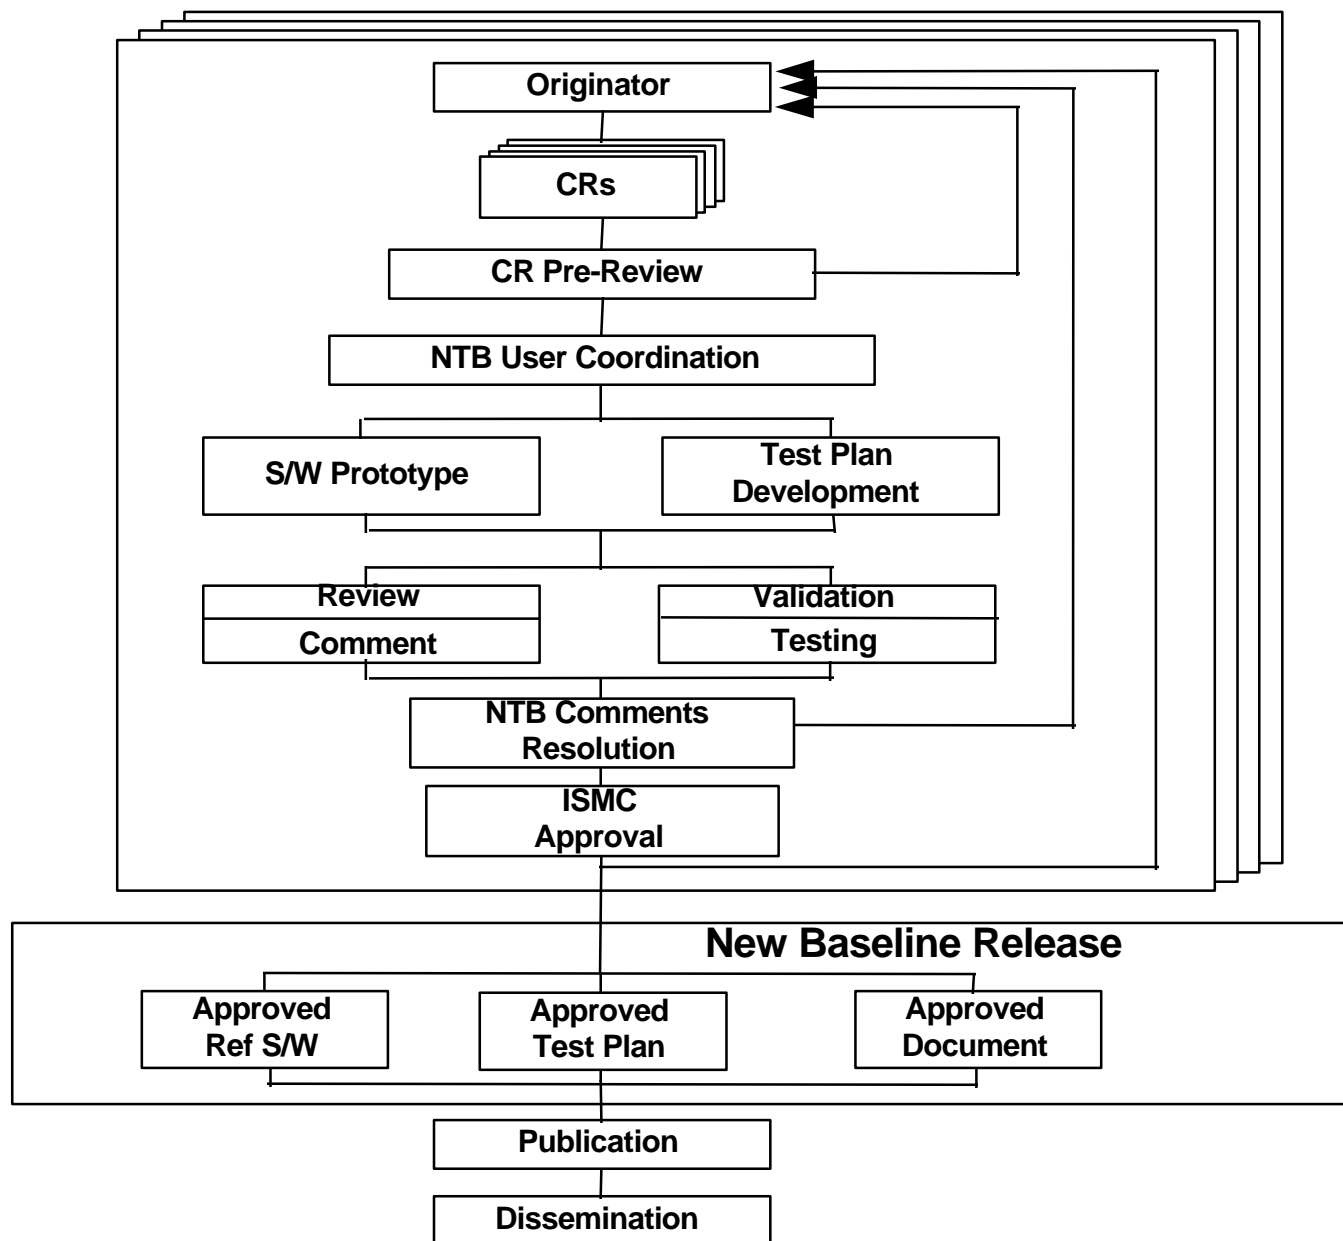 Originator
CRs
CR Pre-Review
NTB User Coordination
S/W Prototype
Test Plan
Development
Review
Comment
Validation
Testing
NTB Comments
Resolution
ISMC
Approval
New Baseline Release
Approved
Ref S/W
Approved
Test Plan
Approved
Document
Publication
Dissemination